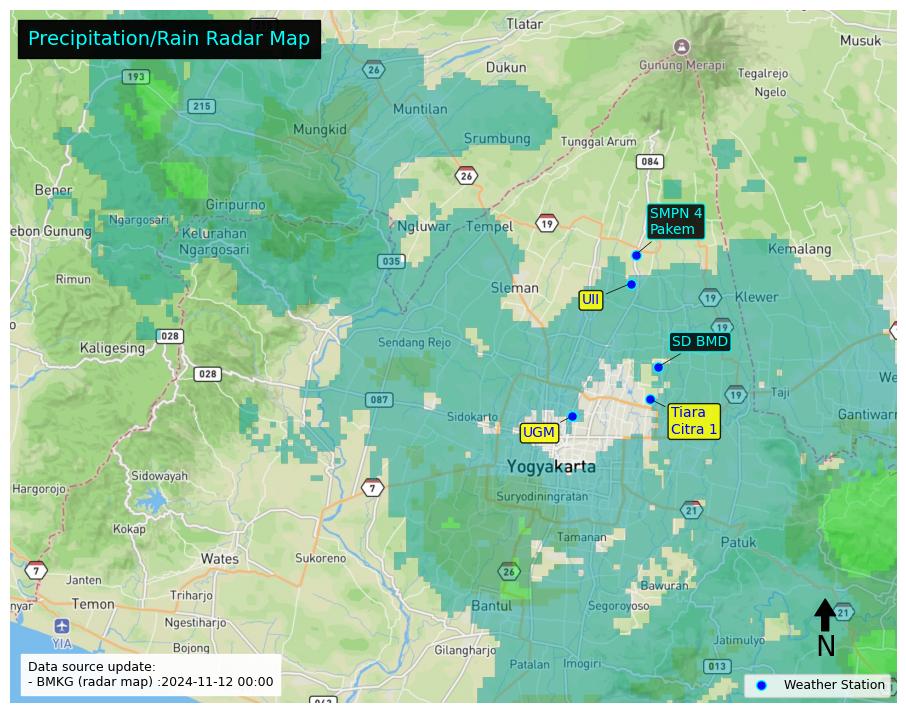 Precipitation/Rain Radar Map
Tlatar
Musuk
26
Dukun
Gunung Merapi
Tegalrejo
193
Ngelo
215
Muntilan
Mungkid
Srumbung
Tunggal Arum
084
26
Bener
Giripurno
Ngargosari
SMPN 4
Pakem
ebon Gunung
Kelurahan
Ngargosari
Ngluwar
Tempel
19
Kemalang
035
Rimun
Sleman
UII
19
Klewer
19
028
Kaligesing
Sendang Rejo
SD BMD
We
028
087
19
Taji
Sidokarto
Tiara
Citra 1
Gantiwarn
UGM
Yogyakarta
Sidowayah
Hargorojo
7
Suryodiningratan
21
Kokap
Tamanan
Patuk
Wates
Sukoreno
7
Janten
26
Bawuran
nyar
Temon
Triharjo
Bantul
Segoroyoso
21
YIA
Ngestiharjo
N
Bojong
Gilangharjo
Jatimulyo
Patalan
Imogiri
013
Data source update:
- BMKG (radar map) :2024-11-12 00:00
Weather Station